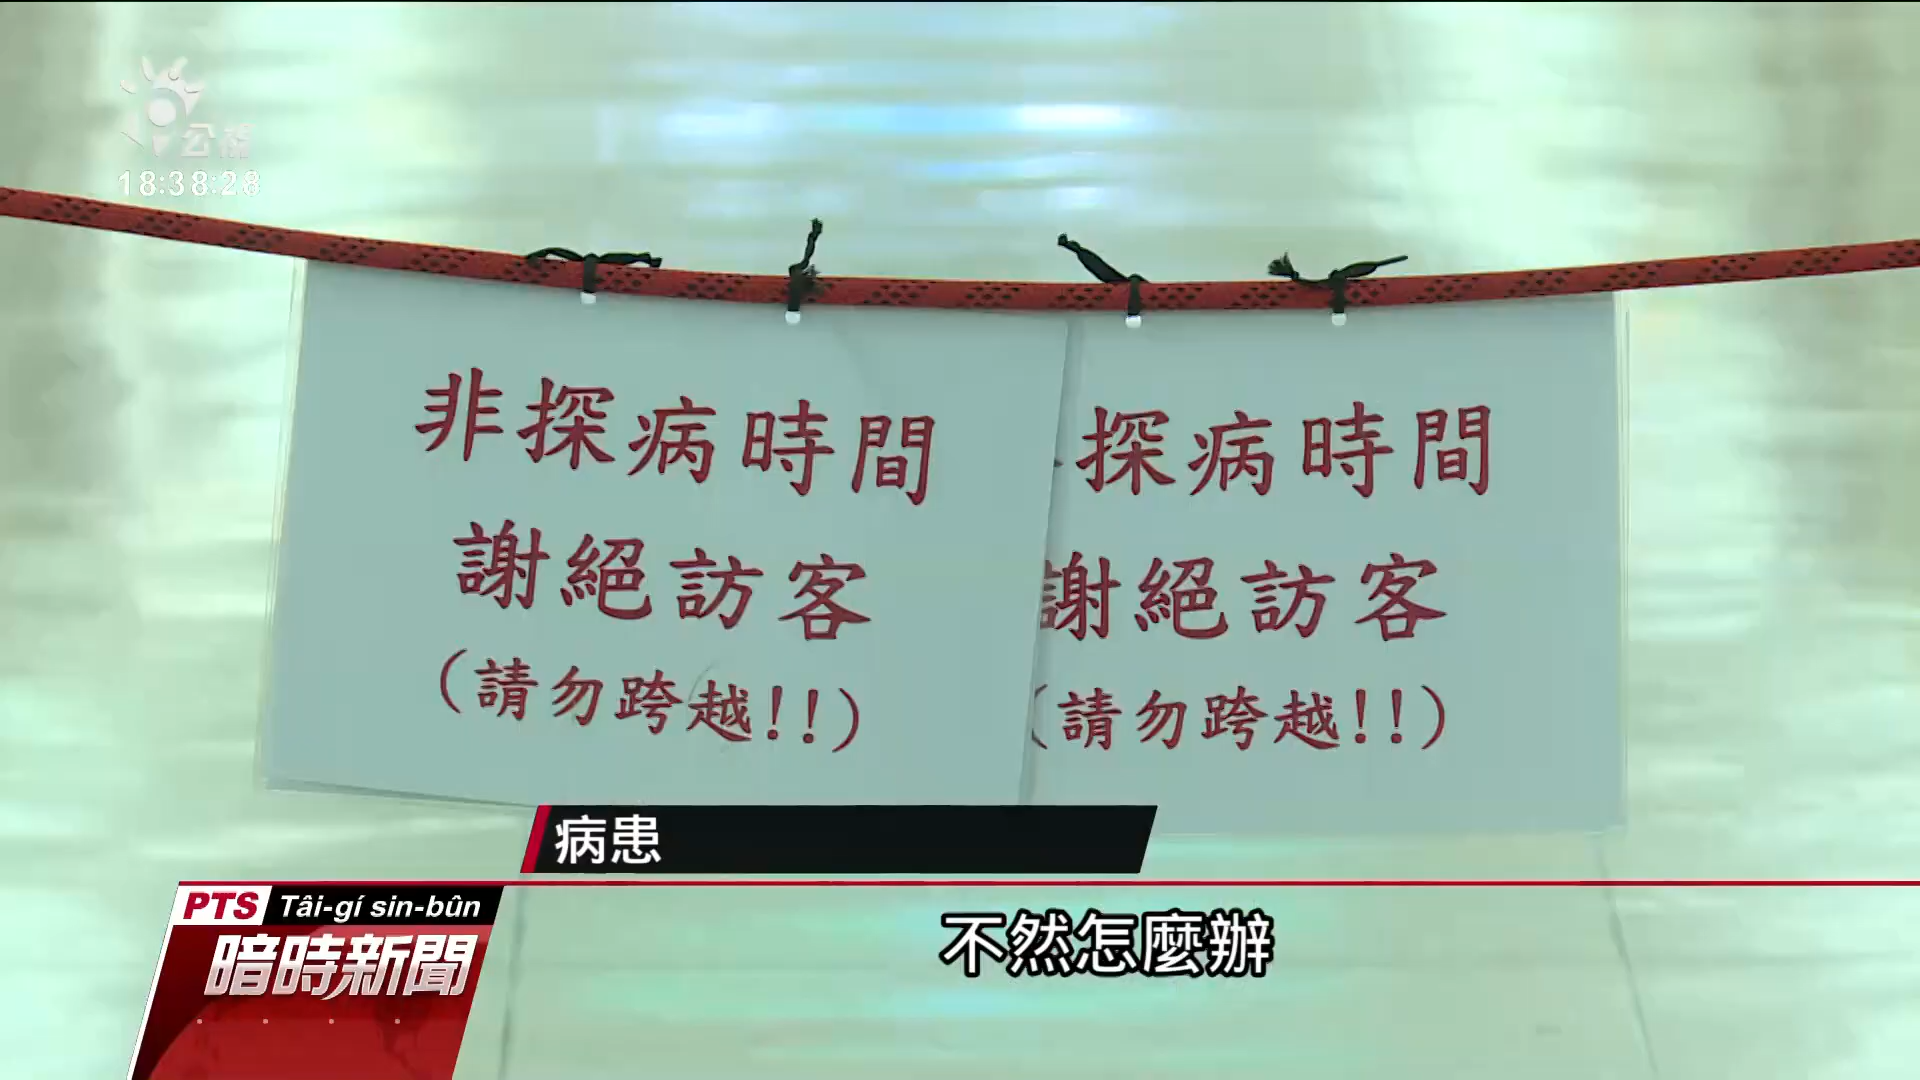 公視
18:38:28
非探病時間
謝絕訪客
(請勿跨越!!)
探病時間
謝絕訪客
(請勿跨越!!)
病患
PTS Tâi-gí sin-bûn
暗時新聞
不然怎麼辦